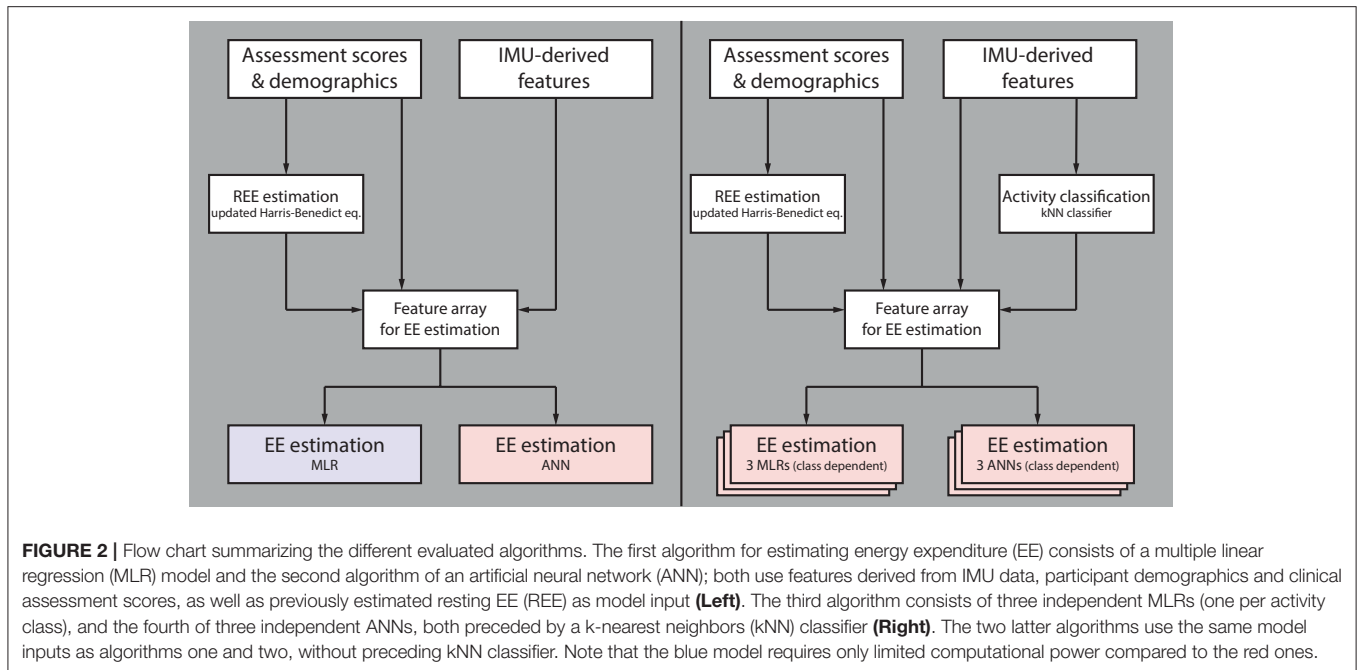 Assessment scores
& demographics
IMU-derived
features
REE estimation
updated Harris-Benedict eq.
Feature array
for EE estimation
EE estimation
MLR
EE estimation
ANN
Assessment scores
& demographics
IMU-derived
features
REE estimation
updated Harris-Benedict eq.
Activity classification
kNN classifier
Feature array
for EE estimation
EE estimation
3 MLRs (class dependent)
EE estimation
3 ANNs (class dependent)
FIGURE 2 | Flow chart summarizing the different evaluated algorithms. The first algorithm for estimating energy expenditure (EE) consists of a multiple linear
regression (MLR) model and the second algorithm of an artificial neural network (ANN); both use features derived from IMU data, participant demographics and clinical
assessment scores, as well as previously estimated resting EE (REE) as model input (Left). The third algorithm consists of three independent MLRs (one per activity
class), and the fourth of three independent ANNs, both preceded by a k-nearest neighbors (kNN) classifier (Right). The two latter algorithms use the same model
inputs as algorithms one and two, without preceding kNN classifier. Note that the blue model requires only limited computational power compared to the red ones.